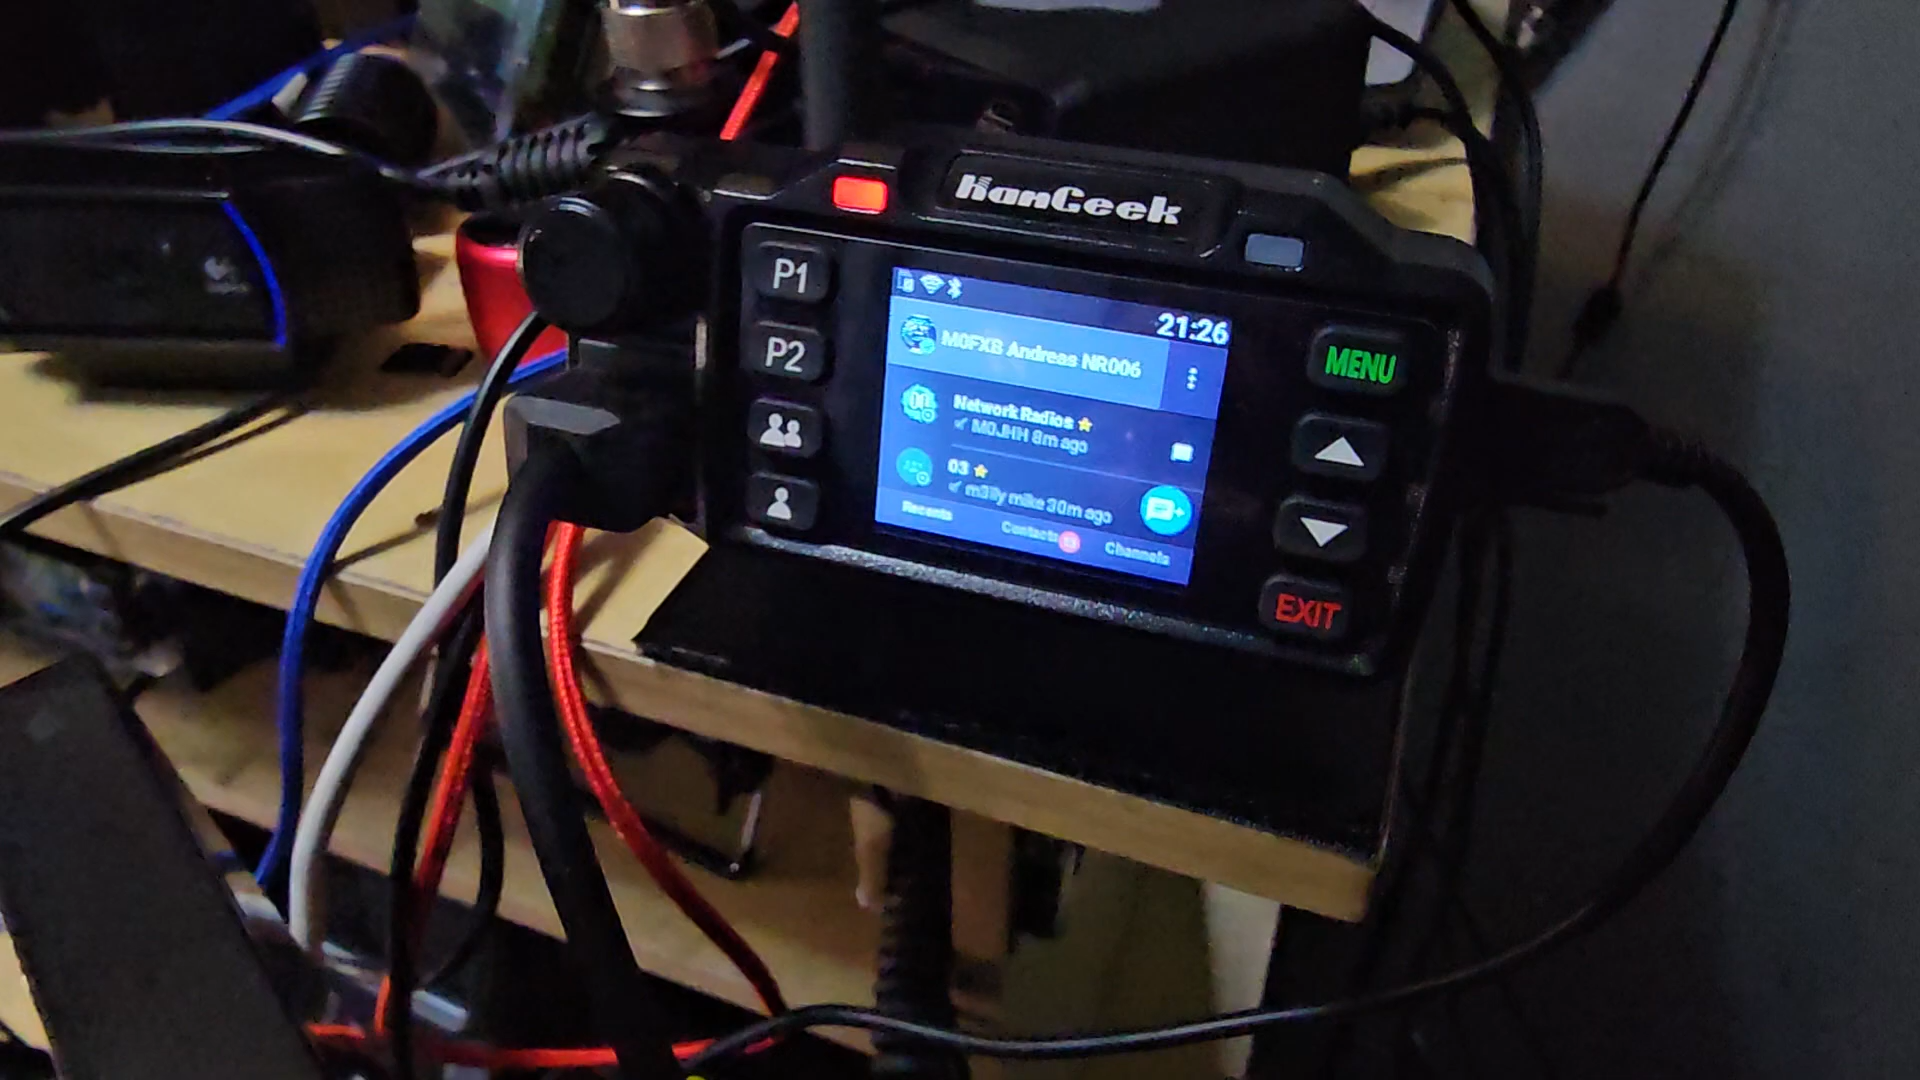 HanGeek
P1
P2
21:26
M0FXB Andreas NR006
Network Radios
M0JHH 8m ago
03
mike 30m ago
Recents
Contacts
Channels
MENU
EXIT